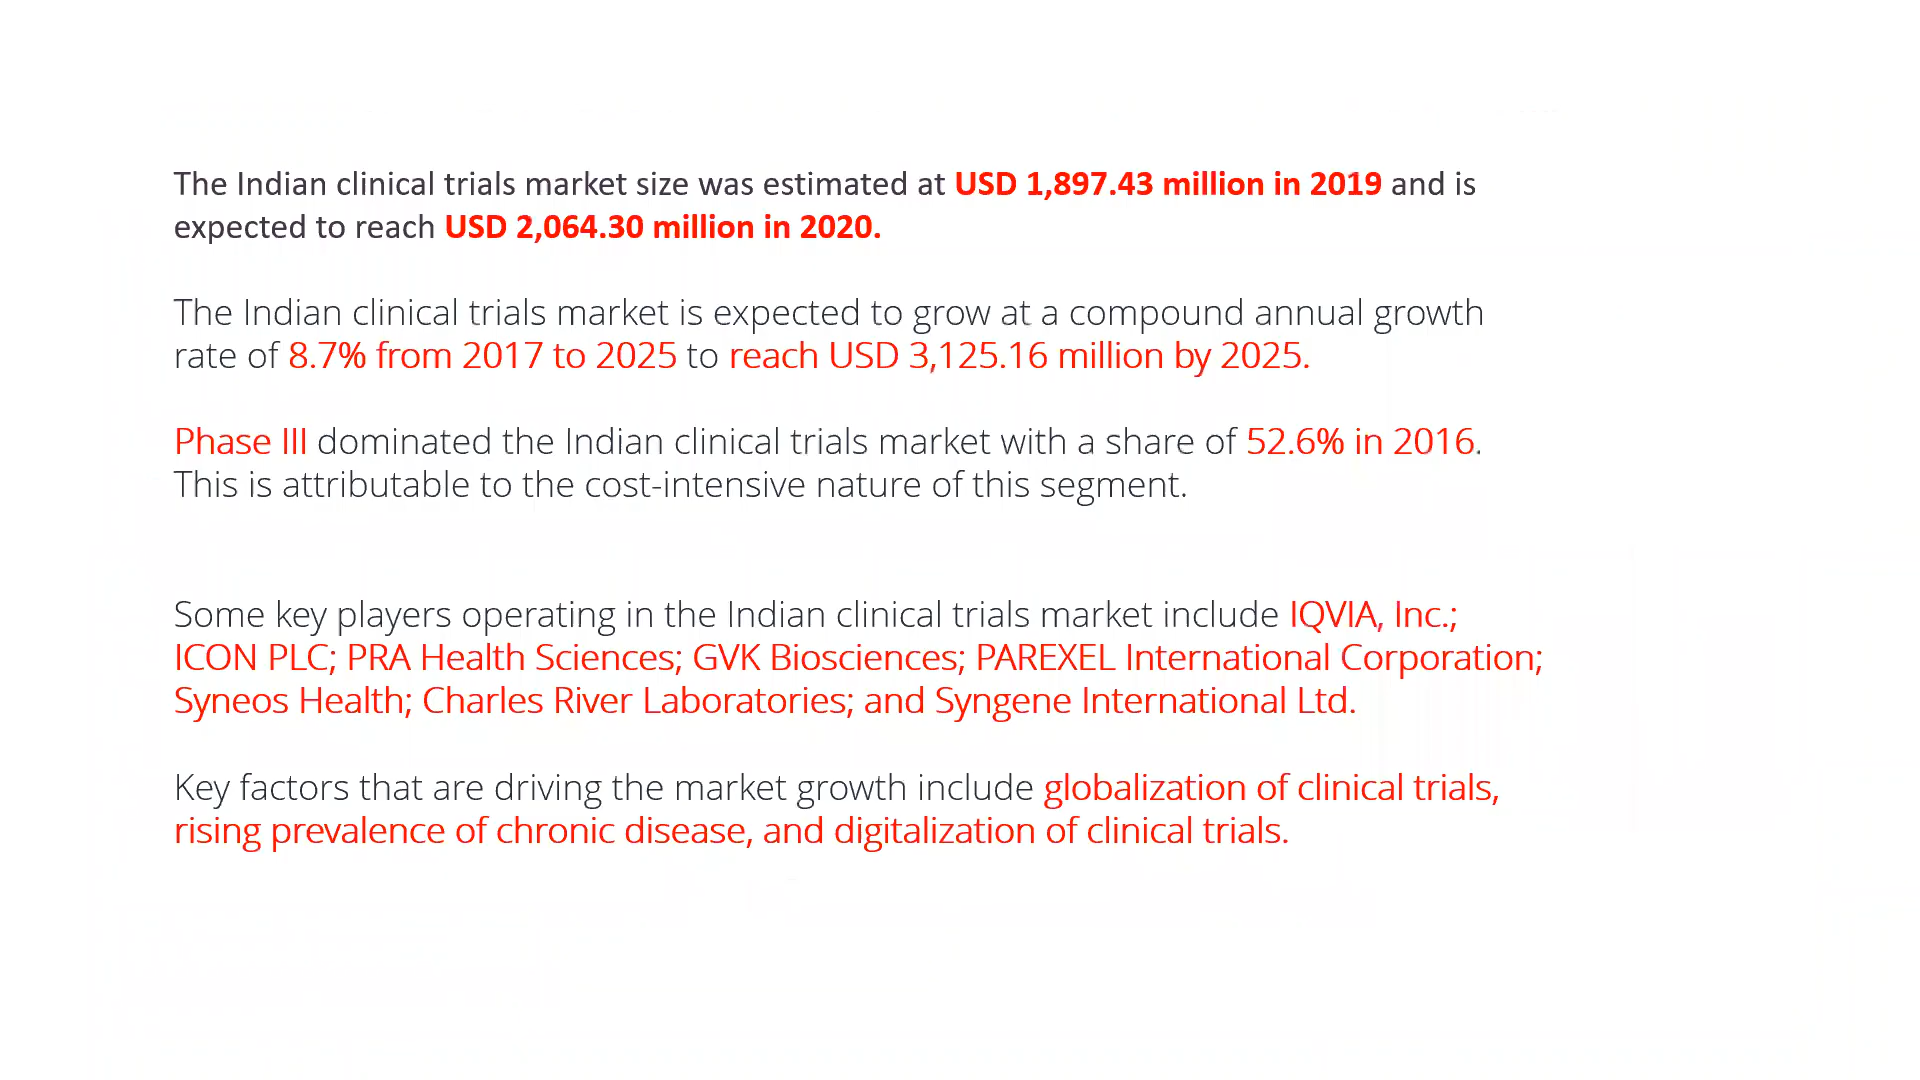 The Indian clinical trials market size was estimated at USD 1,897.43 million in 2019 and is
expected to reach USD 2,064.30 million in 2020.
The Indian clinical trials market is expected to grow at a compound annual growth
rate of 8.7% from 2017 to 2025 to reach USD 3,125.16 million by 2025.
Phase III dominated the Indian clinical trials market with a share of 52.6% in 2016.
This is attributable to the cost-intensive nature of this segment.
Some key players operating in the Indian clinical trials market include IQVIA, Inc.;
ICON PLC; PRA Health Sciences; GVK Biosciences; PAREXEL International Corporation;
Syneos Health; Charles River Laboratories; and Syngene International Ltd.
Key factors that are driving the market growth include globalization of clinical trials,
rising prevalence of chronic disease, and digitalization of clinical trials.